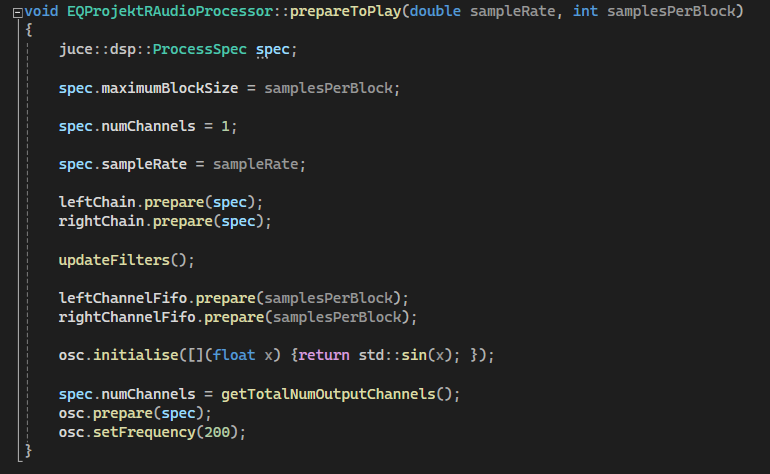 void EQProjektRAudioProcessor::prepareToPlay(double sampleRate, int samplesPerBlock)
{
    juce::dsp::ProcessSpec spec;
    spec.maximumBlockSize = samplesPerBlock;
    spec.numChannels = 1;
    spec.sampleRate = sampleRate;
    leftChain.prepare(spec);
    rightChain.prepare(spec);
    updateFilters();
    leftChannelFifo.prepare(samplesPerBlock);
    rightChannelFifo.prepare(samplesPerBlock);
    osc.initialise([](float x) {return std::sin(x); });
    spec.numChannels = getTotalNumOutputChannels();
    osc.prepare(spec);
    osc.setFrequency(200);
}